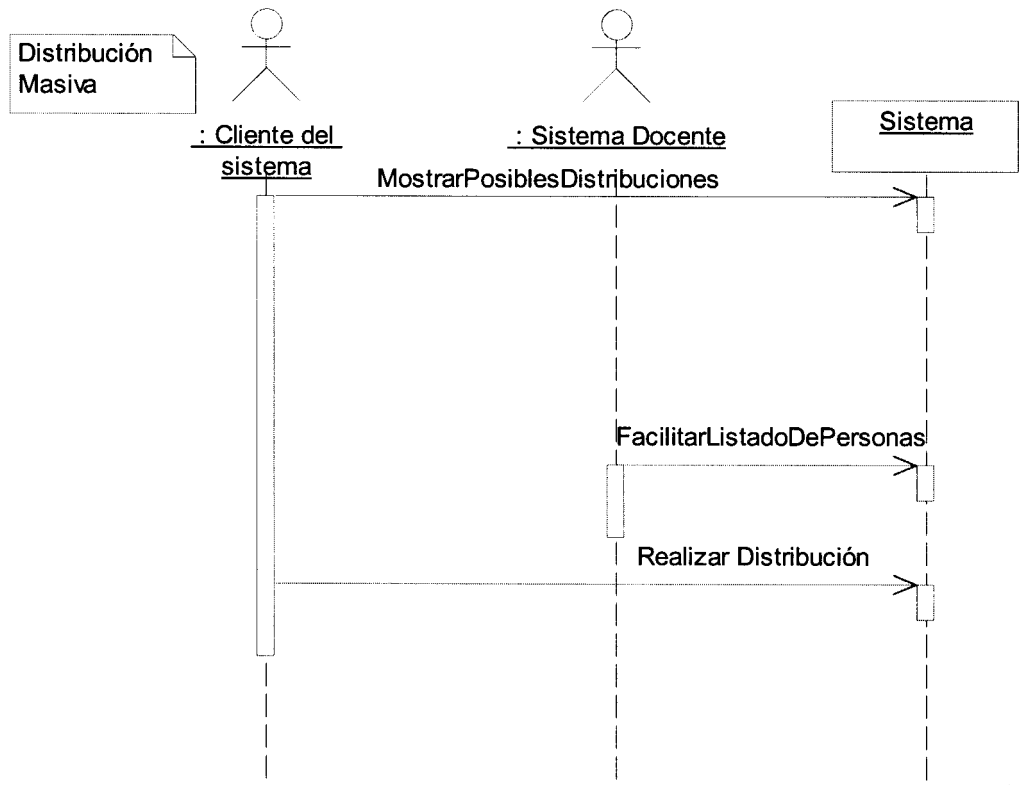 Distribución
Masiva
: Cliente del
sistema
: Sistema Docente
Sistema
MostrarPosiblesDistribuciones
FacilitarListadoDePersonas
Realizar Distribución